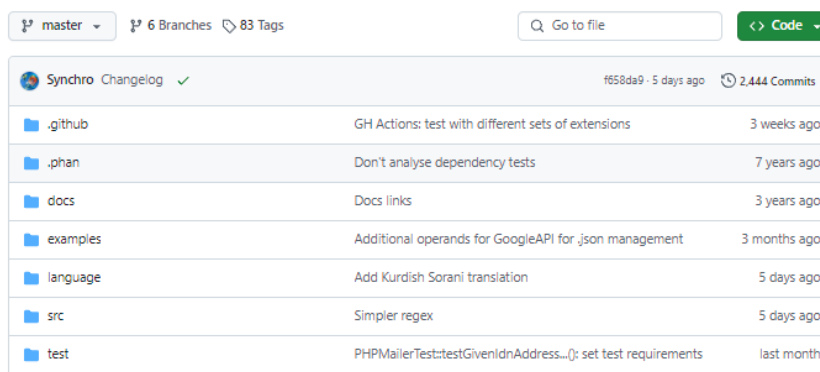 master 6 Branches 83 Tags Go to file Code
Synchro Changelog f658da9 · 5 days ago 2,444 Commits
.github GH Actions: test with different sets of extensions 3 weeks ago
.phan Don't analyse dependency tests 7 years ago
docs Docs links 3 years ago
examples Additional operands for GoogleAPI for .json management 3 months ago
language Add Kurdish Sorani translation 5 days ago
src Simpler regex 5 days ago
test PHPMailerTest::testGivenIdnAddress...(): set test requirements last month